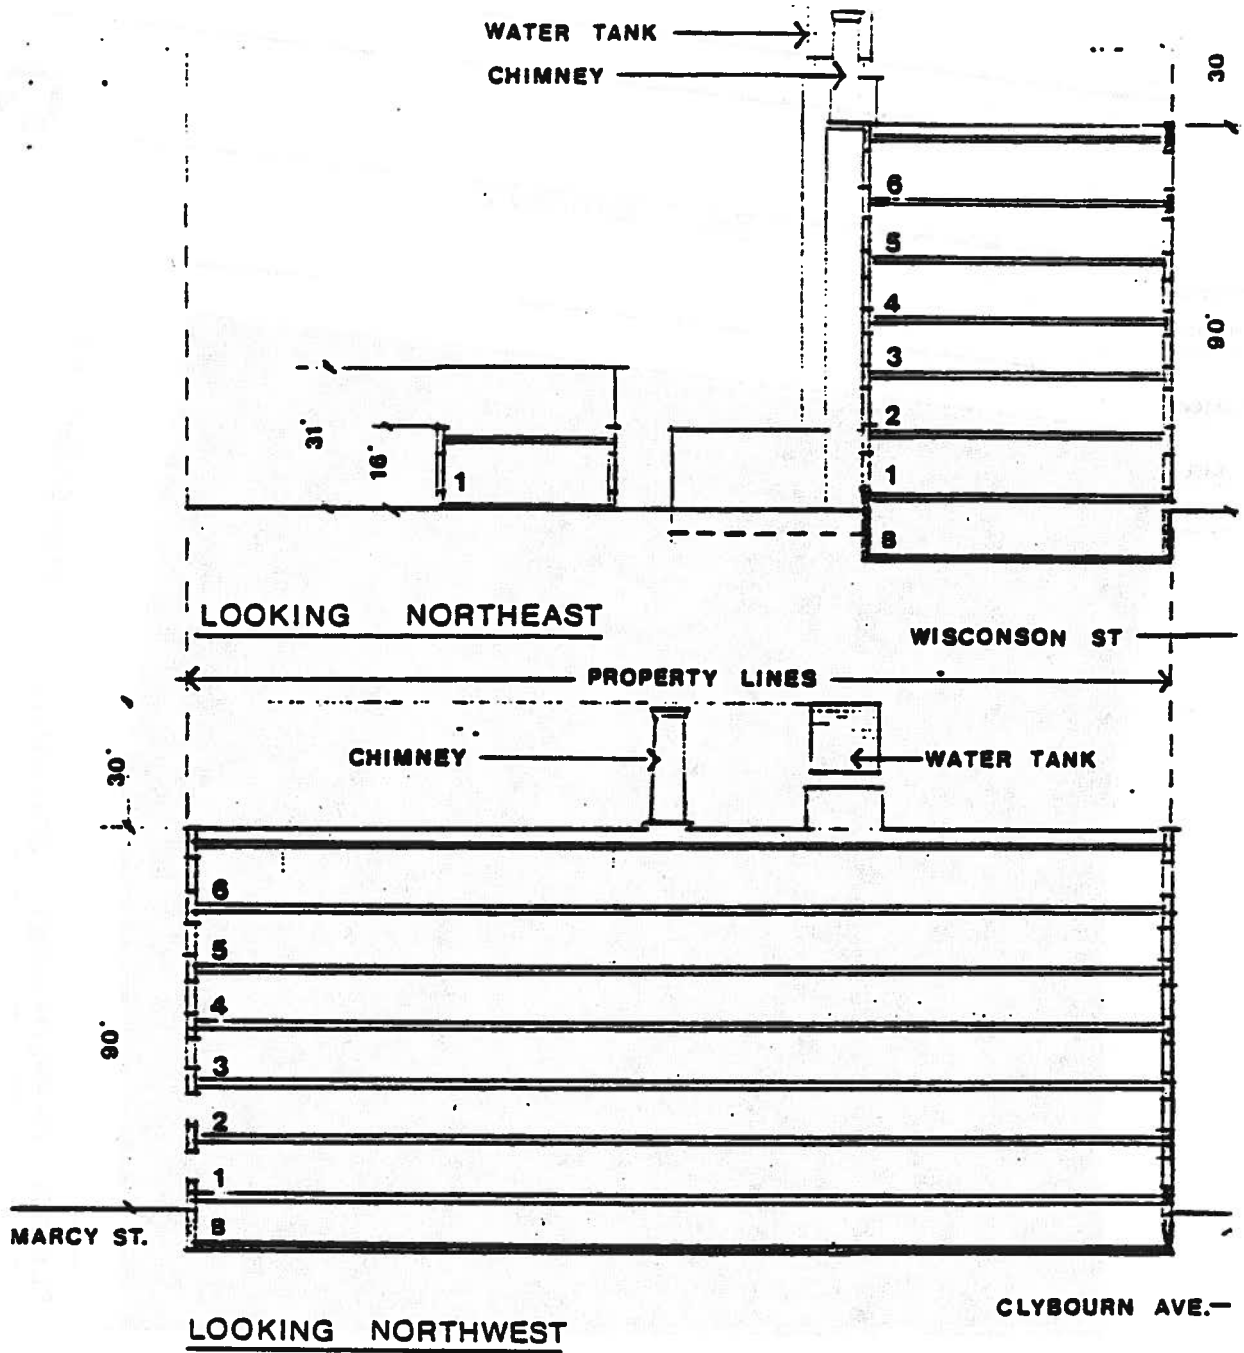 WATER TANK
CHIMNEY
30
6
5
4
3
2
1
B
90'
31'
16'
1
LOOKING NORTHEAST
WISCONSON ST
PROPERTY LINES
CHIMNEY
WATER TANK
30'
6
5
4
3
2
1
B
90'
MARCY ST.
CLYBOURN AVE.
LOOKING NORTHWEST